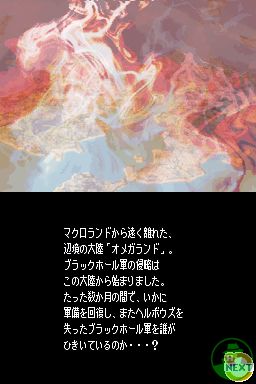 マクロランドから遠く離れた、
辺境の大陸「オメガランド」。
ブラックホール軍の侵略は
この大陸から始まりました。
たった数か月の間で、いかに
軍備を回復し、またヘルボウズを
失ったブラックホール軍を誰が
ひきいているのか・・・?
NEXT